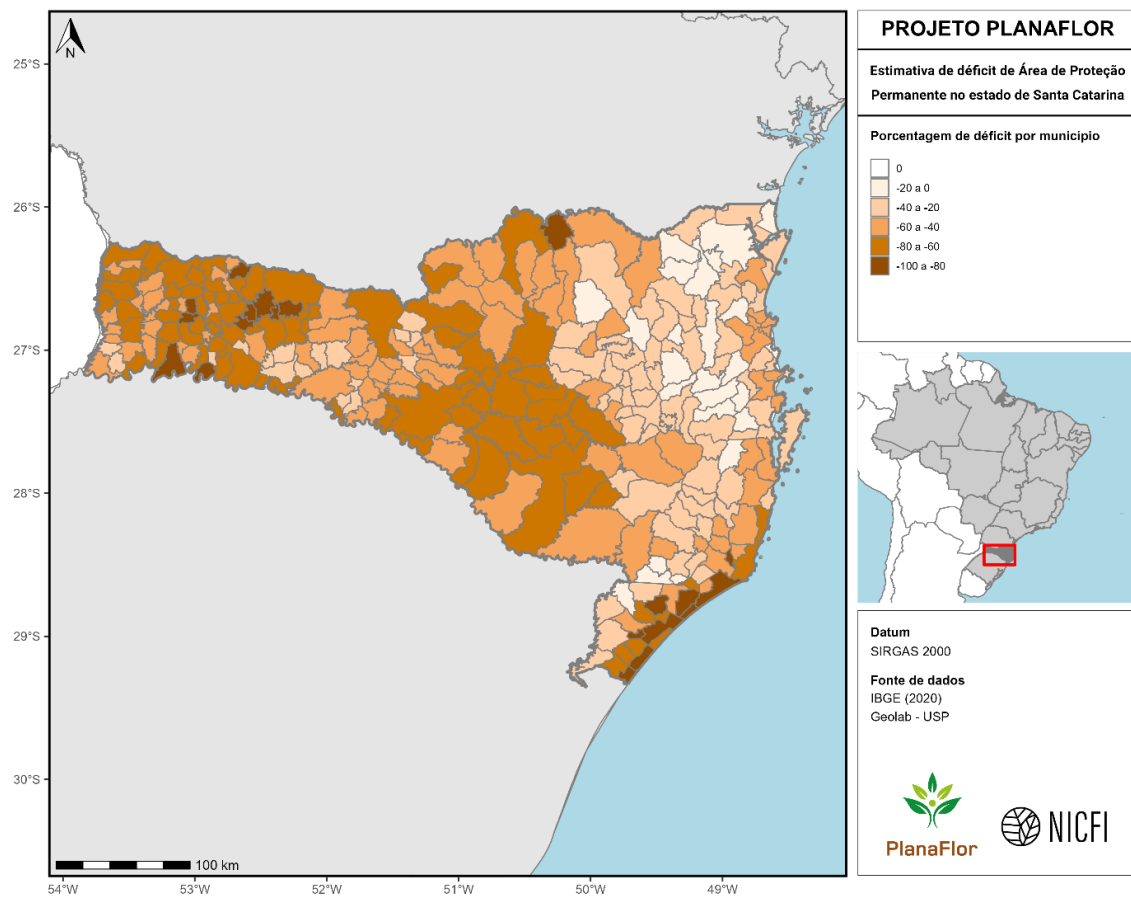 N
25°S
26°S
27°S
28°S
29°S
30°S
100 km
54°W
53°W
52°W
51°W
50°W
49°W
PROJETO PLANAFLOR
Estimativa de déficit de Área de Proteção
Permanente no estado de Santa Catarina
Porcentagem de déficit por município
0
-20 a 0
-40 a -20
-60 a -40
-80 a -60
-100 a -80
Datum
SIRGAS 2000
Fonte de dados
IBGE (2020)
Geolab - USP
PlanaFlor
NICFI